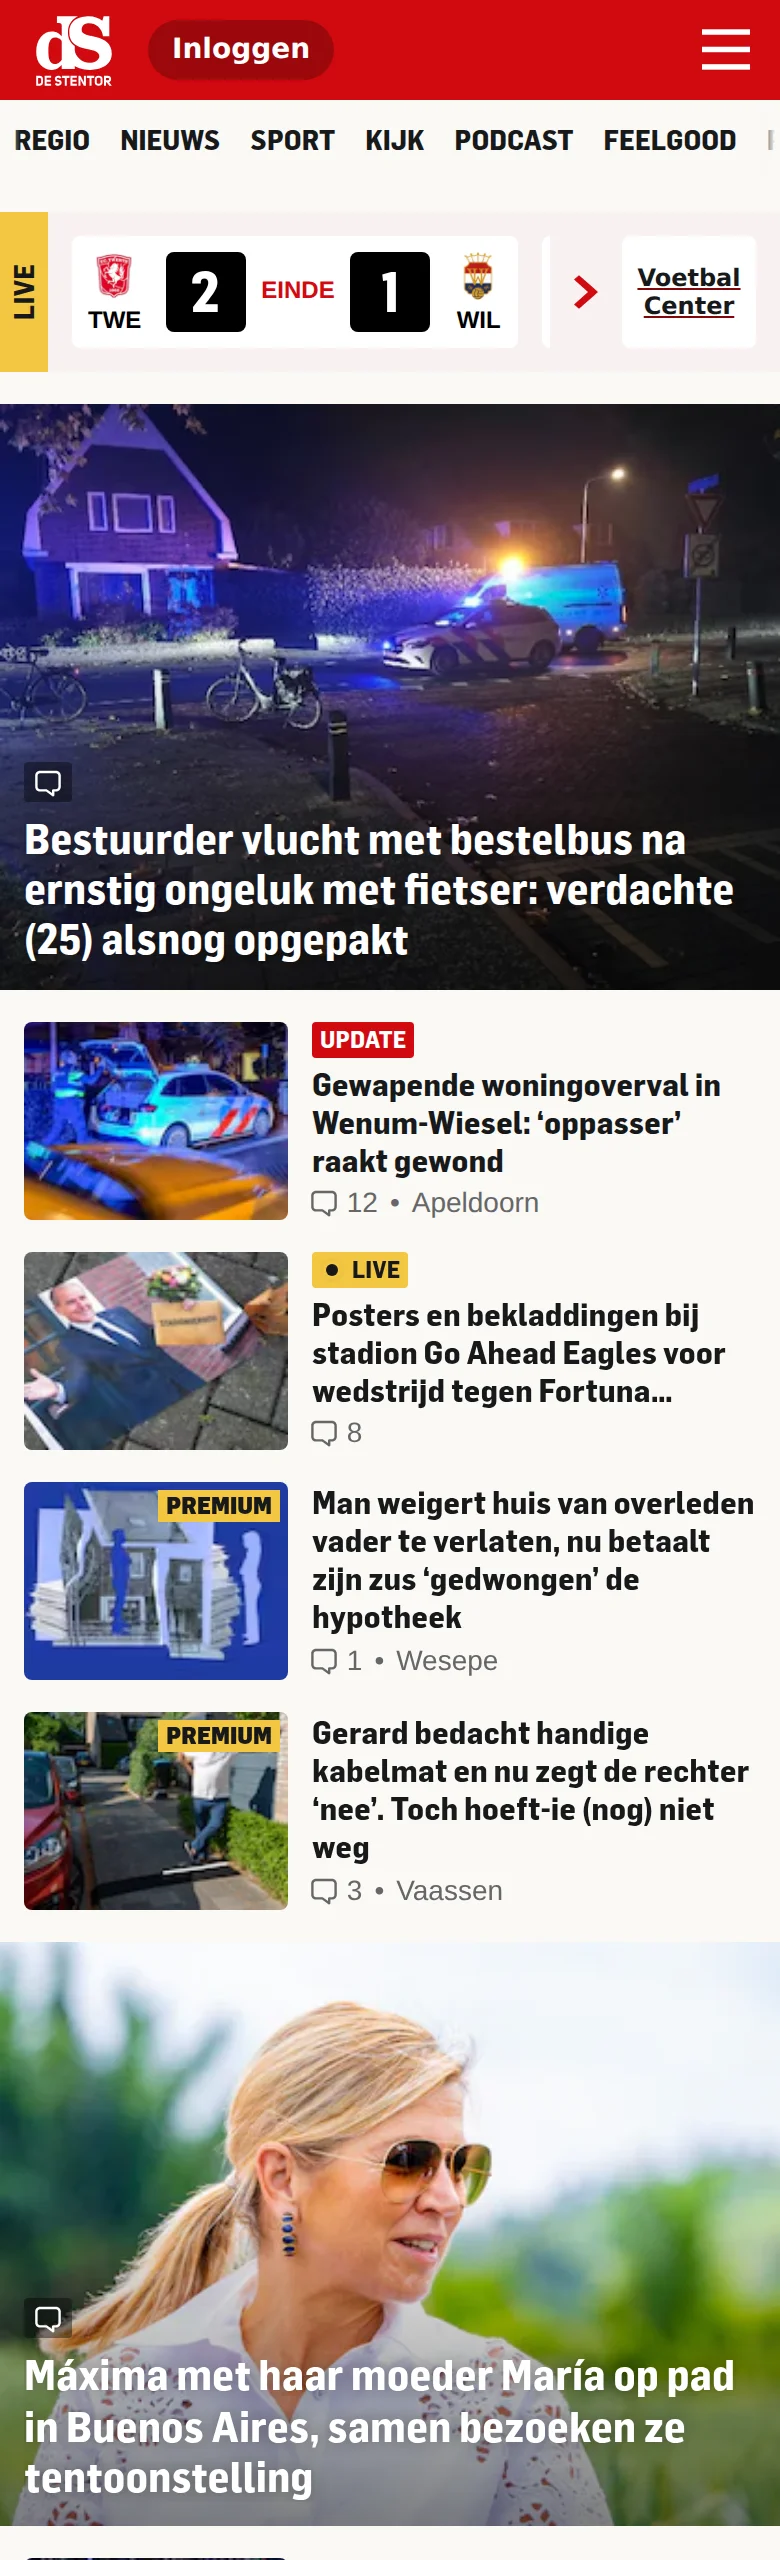 dS
DE STENTOR
Inloggen
REGIO NIEUWS SPORT KIJK PODCAST FEELGOOD
LIVE
TWE
2
EINDE
1
WIL
Voetbal
Center
Bestuurder vlucht met bestelbus na
ernstig ongeluk met fietser: verdachte
(25) alsnog opgepakt
UPDATE
Gewapende woningoverval in
Wenum-Wiesel: ‘oppasser’
raakt gewond
12 • Apeldoorn
LIVE
Posters en bekladdingen bij
stadion Go Ahead Eagles voor
wedstrijd tegen Fortuna...
8
PREMIUM
Man weigert huis van overleden
vader te verlaten, nu betaalt
zijn zus ‘gedwongen’ de
hypotheek
1 • Wesepe
PREMIUM
Gerard bedacht handige
kabelmat en nu zegt de rechter
‘nee’. Toch hoeft-ie (nog) niet
weg
3 • Vaassen
Máxima met haar moeder María op pad
in Buenos Aires, samen bezoeken ze
tentoonstelling